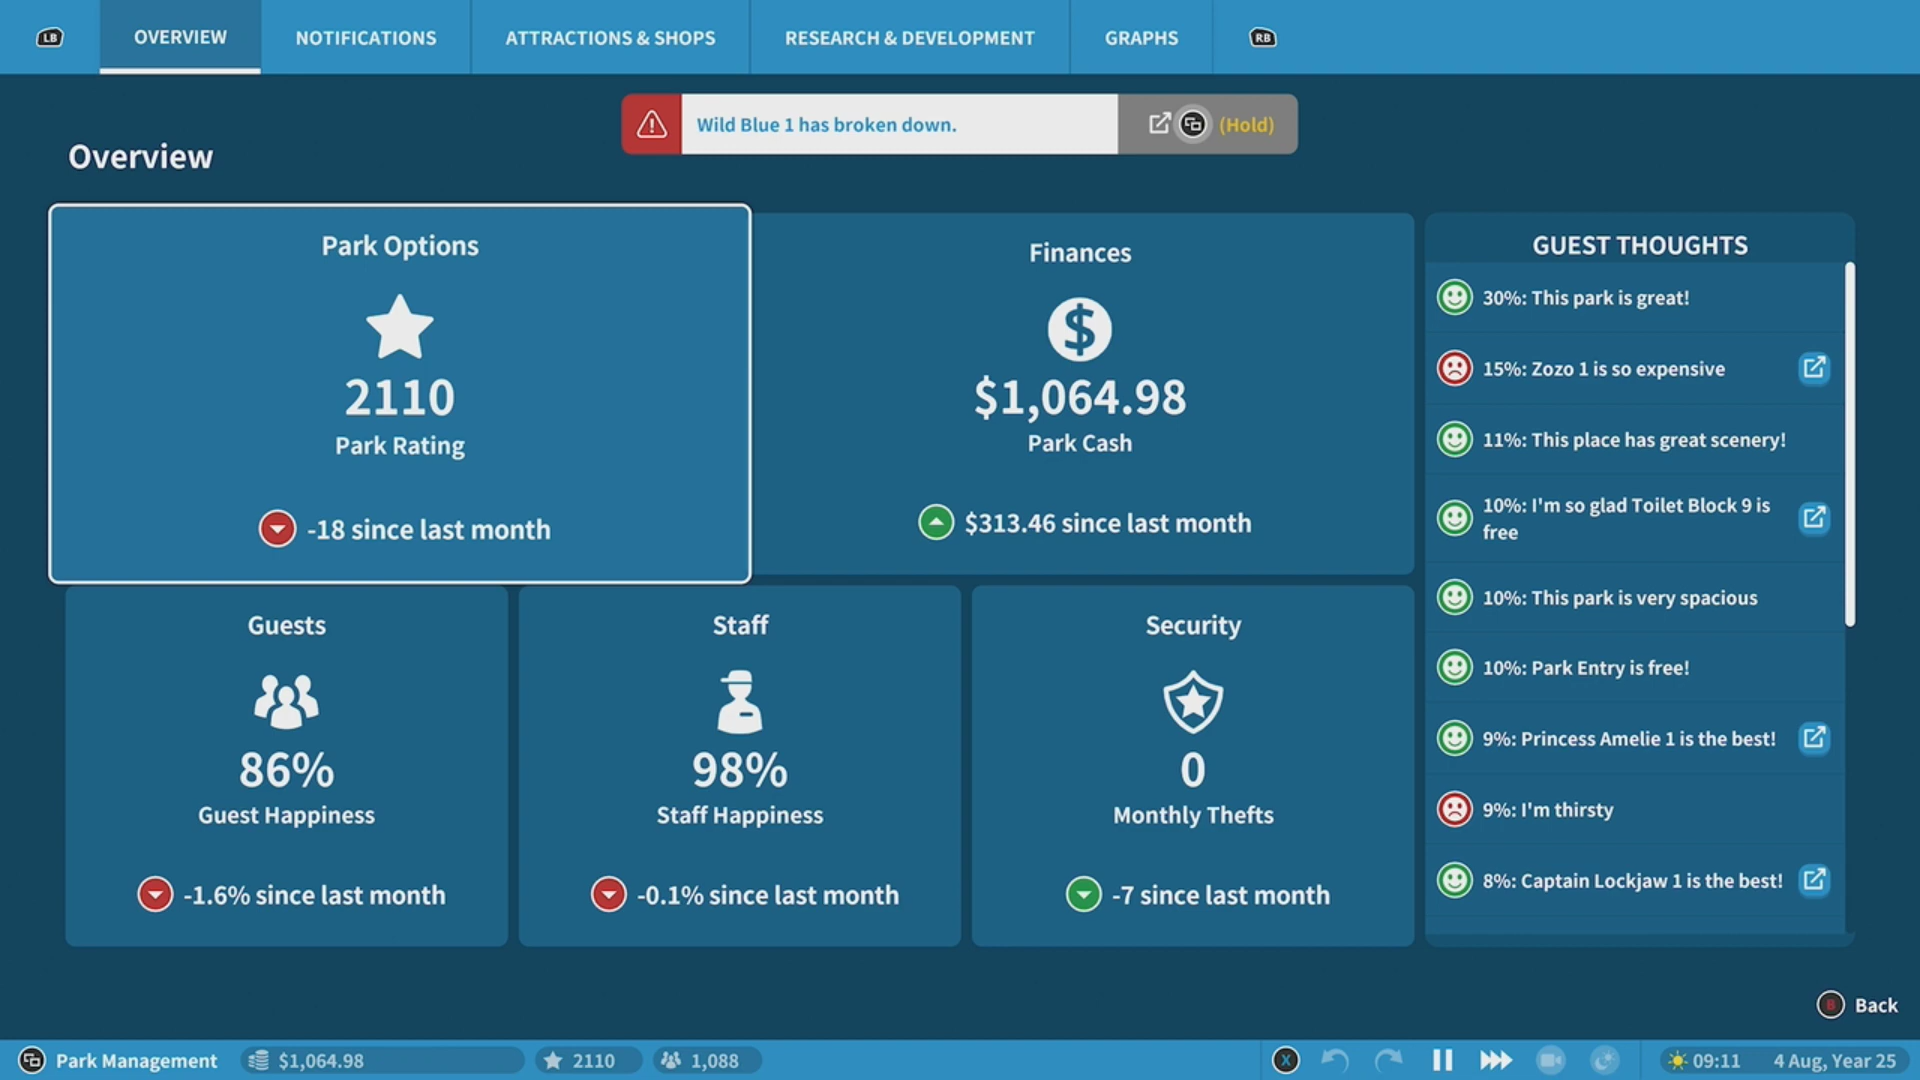 LB
OVERVIEW
NOTIFICATIONS
ATTRACTIONS & SHOPS
RESEARCH & DEVELOPMENT
GRAPHS
RB
Wild Blue 1 has broken down.
(Hold)
Overview
Park Options
2110
Park Rating
-18 since last month
Finances
$
$1,064.98
Park Cash
$313.46 since last month
Guests
86%
Guest Happiness
-1.6% since last month
Staff
98%
Staff Happiness
-0.1% since last month
Security
0
Monthly Thefts
-7 since last month
GUEST THOUGHTS
30%: This park is great!
15%: Zozo 1 is so expensive
11%: This place has great scenery!
10%: I'm so glad Toilet Block 9 is
free
10%: This park is very spacious
10%: Park Entry is free!
9%: Princess Amelie 1 is the best!
9%: I'm thirsty
8%: Captain Lockjaw 1 is the best!
B Back
Park Management
$1,064.98
2110
1,088
X
09:11
4 Aug, Year 25